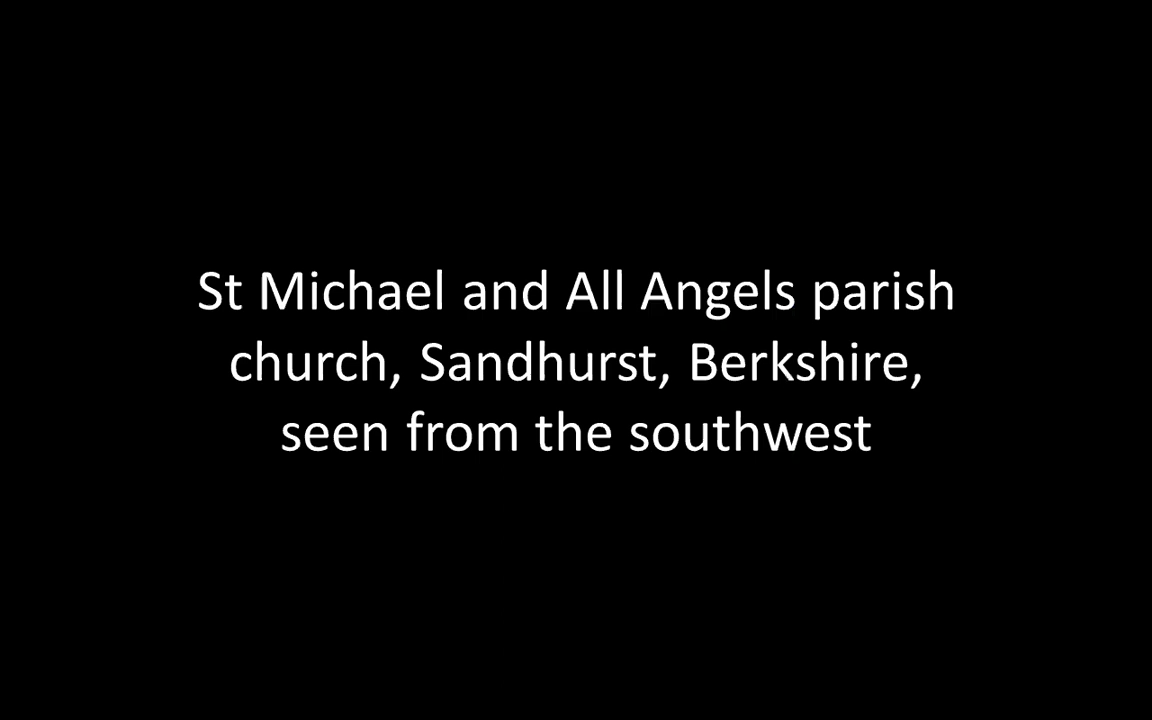 St Michael and All Angels parish
church, Sandhurst, Berkshire,
seen from the southwest